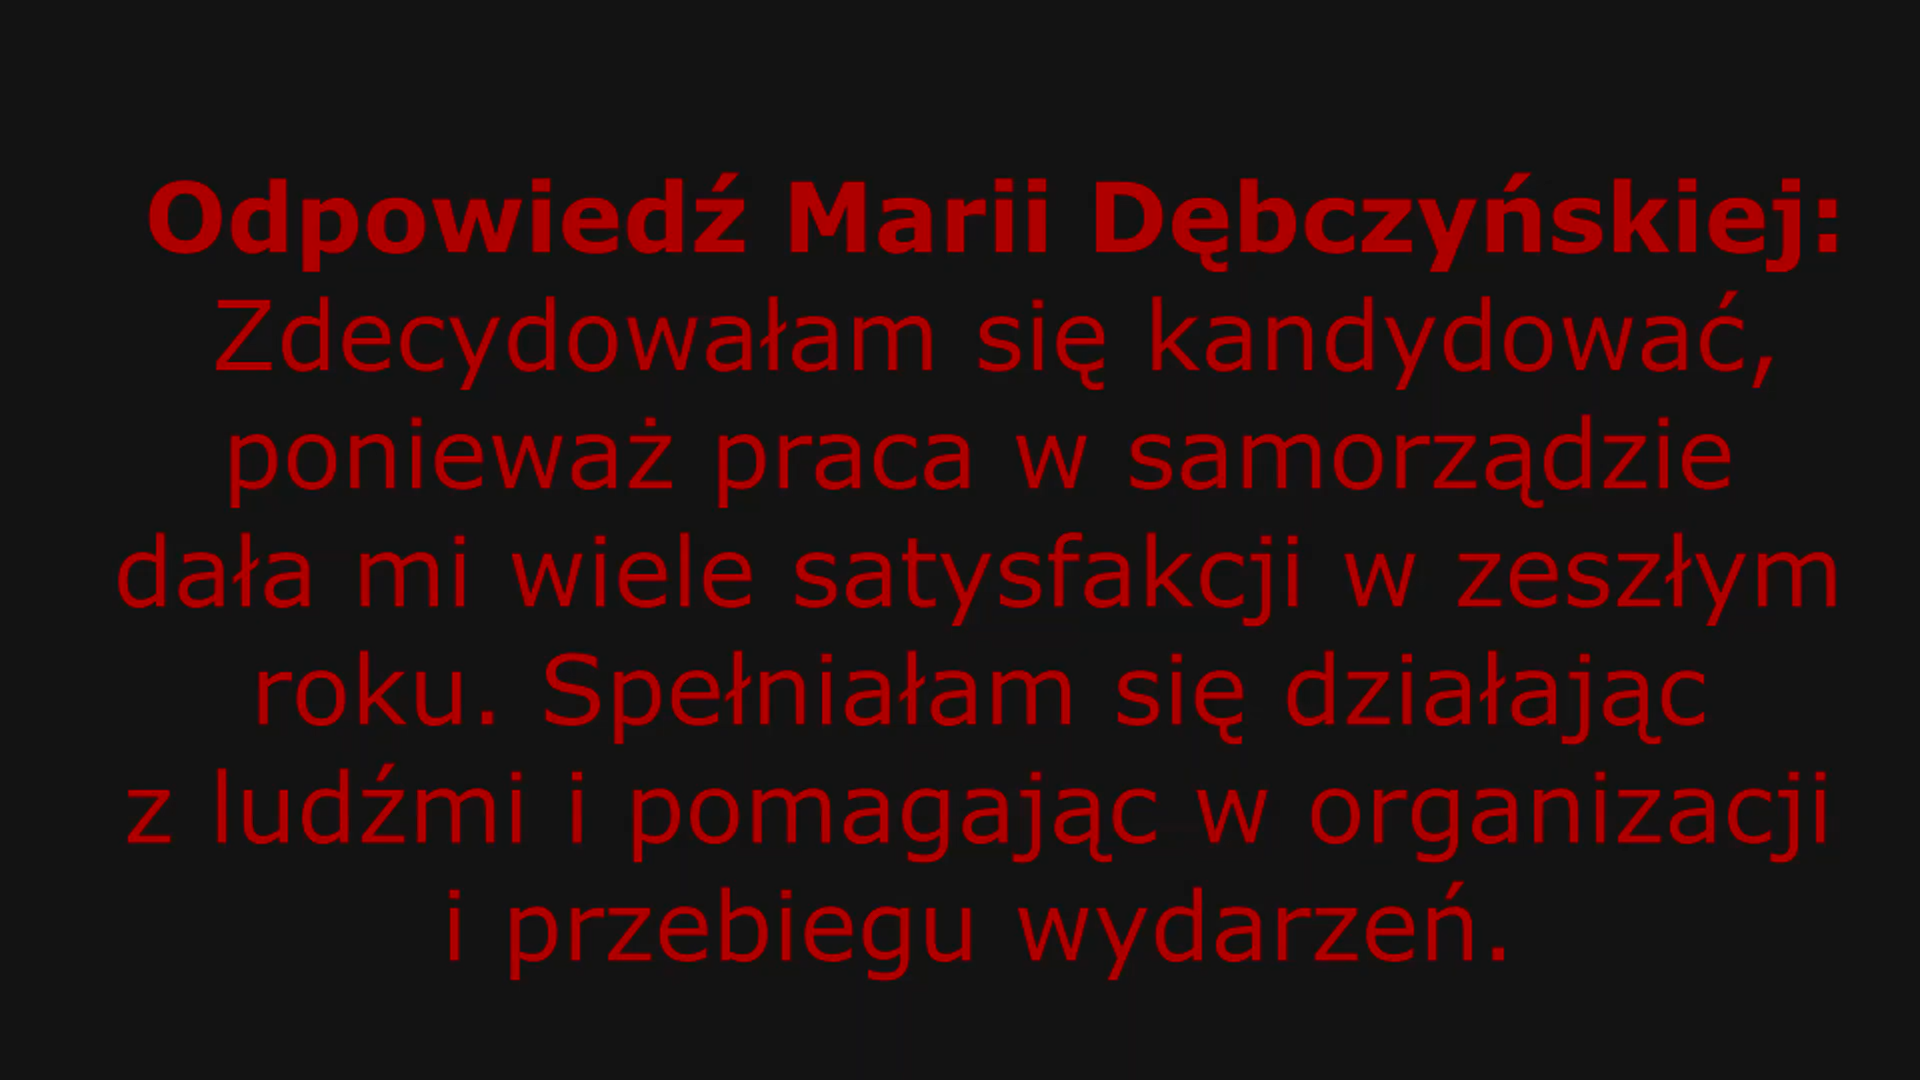 Odpowiedź Marii Dębczyńskiej:
Zdecydowałam się kandydować,
ponieważ praca w samorządzie
dała mi wiele satysfakcji w zeszłym
roku. Spełniałam się działając
z ludźmi i pomagając w organizacji
i przebiegu wydarzeń.